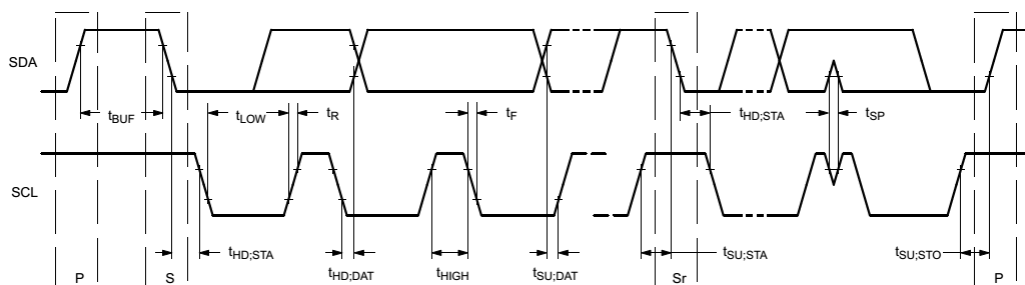 SDA
tBUF
tLOW
tR
tF
tHD;STA
tSP
SCL
tHD;STA
tHD;DAT
tHIGH
tSU;DAT
tSU;STA
tSU;STO
P
S
Sr
P